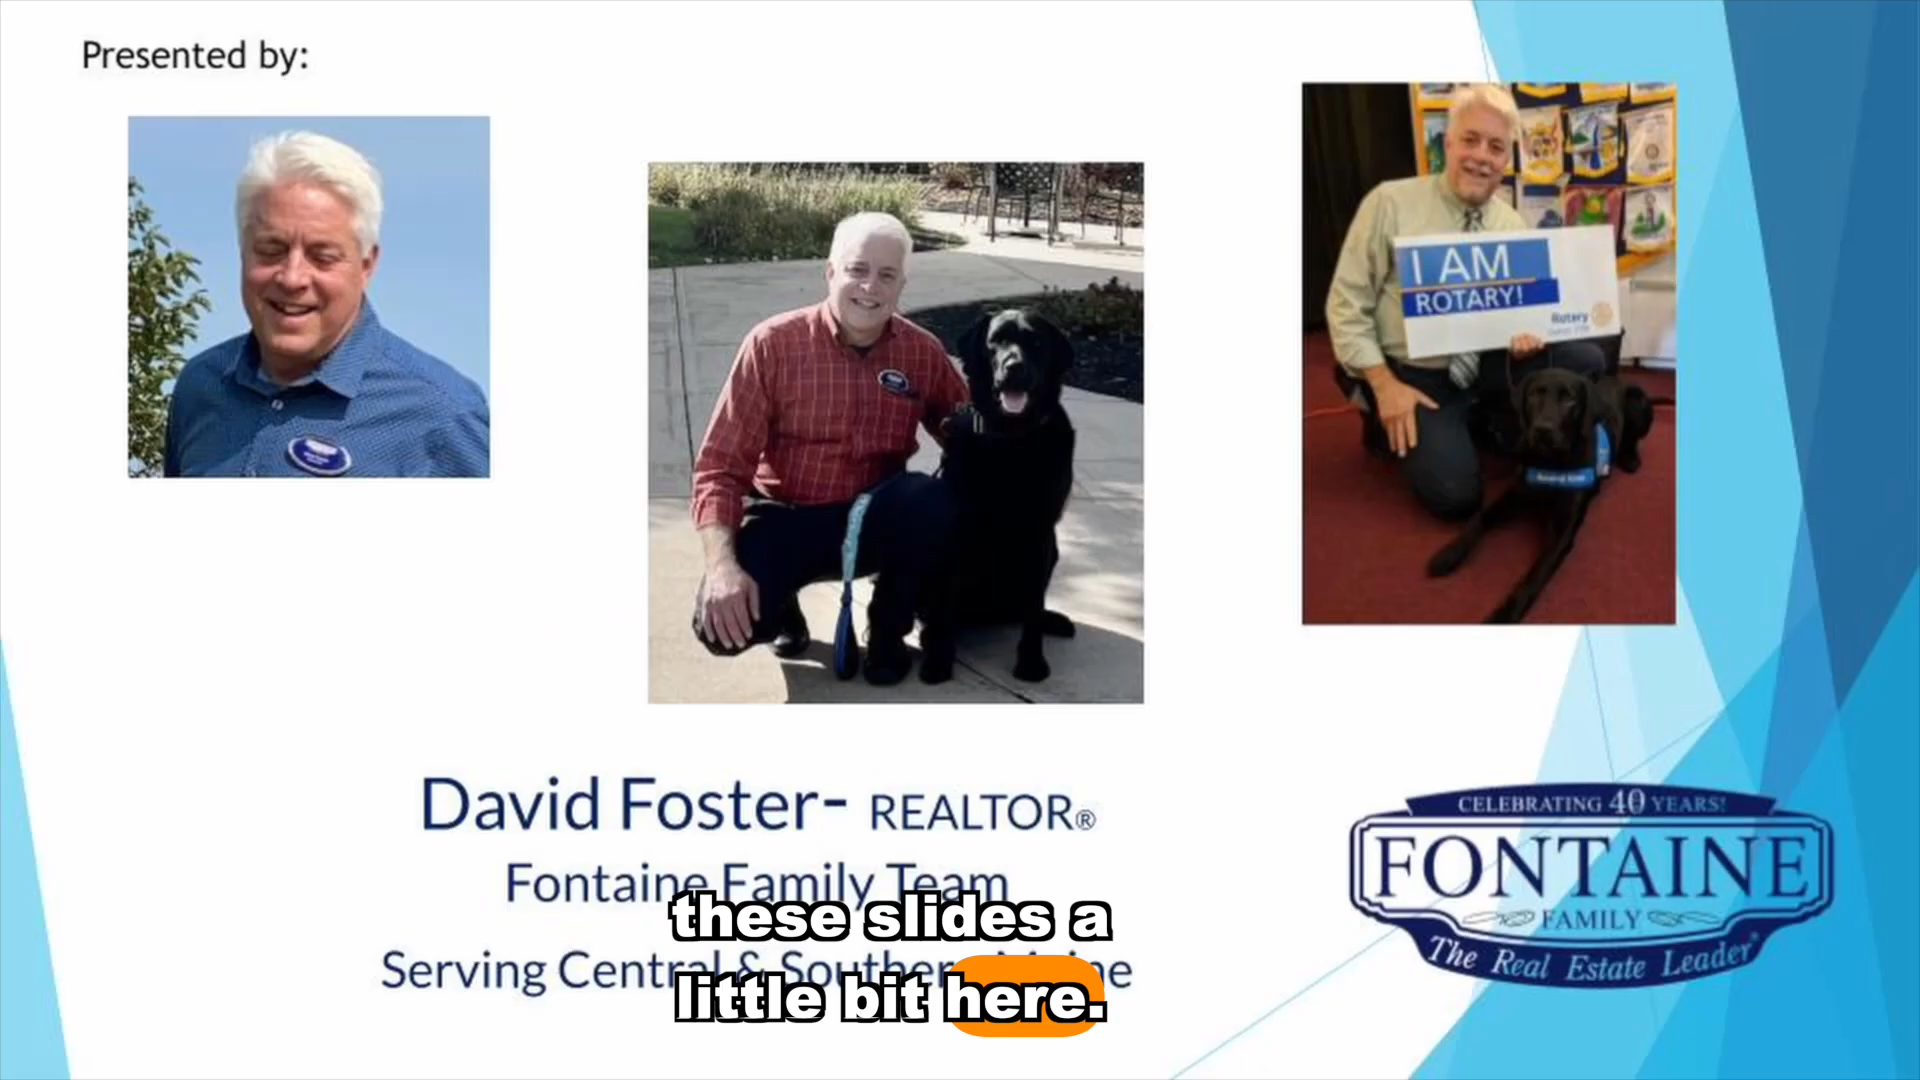 Presented by:
I AM
ROTARY!
Rotary
David Foster- REALTOR®
Fontaine Family Team
Serving Central & Southern Maine
these slides a
little bit here.
CELEBRATING 40 YEARS!
FONTAINE
FAMILY
The Real Estate Leader®